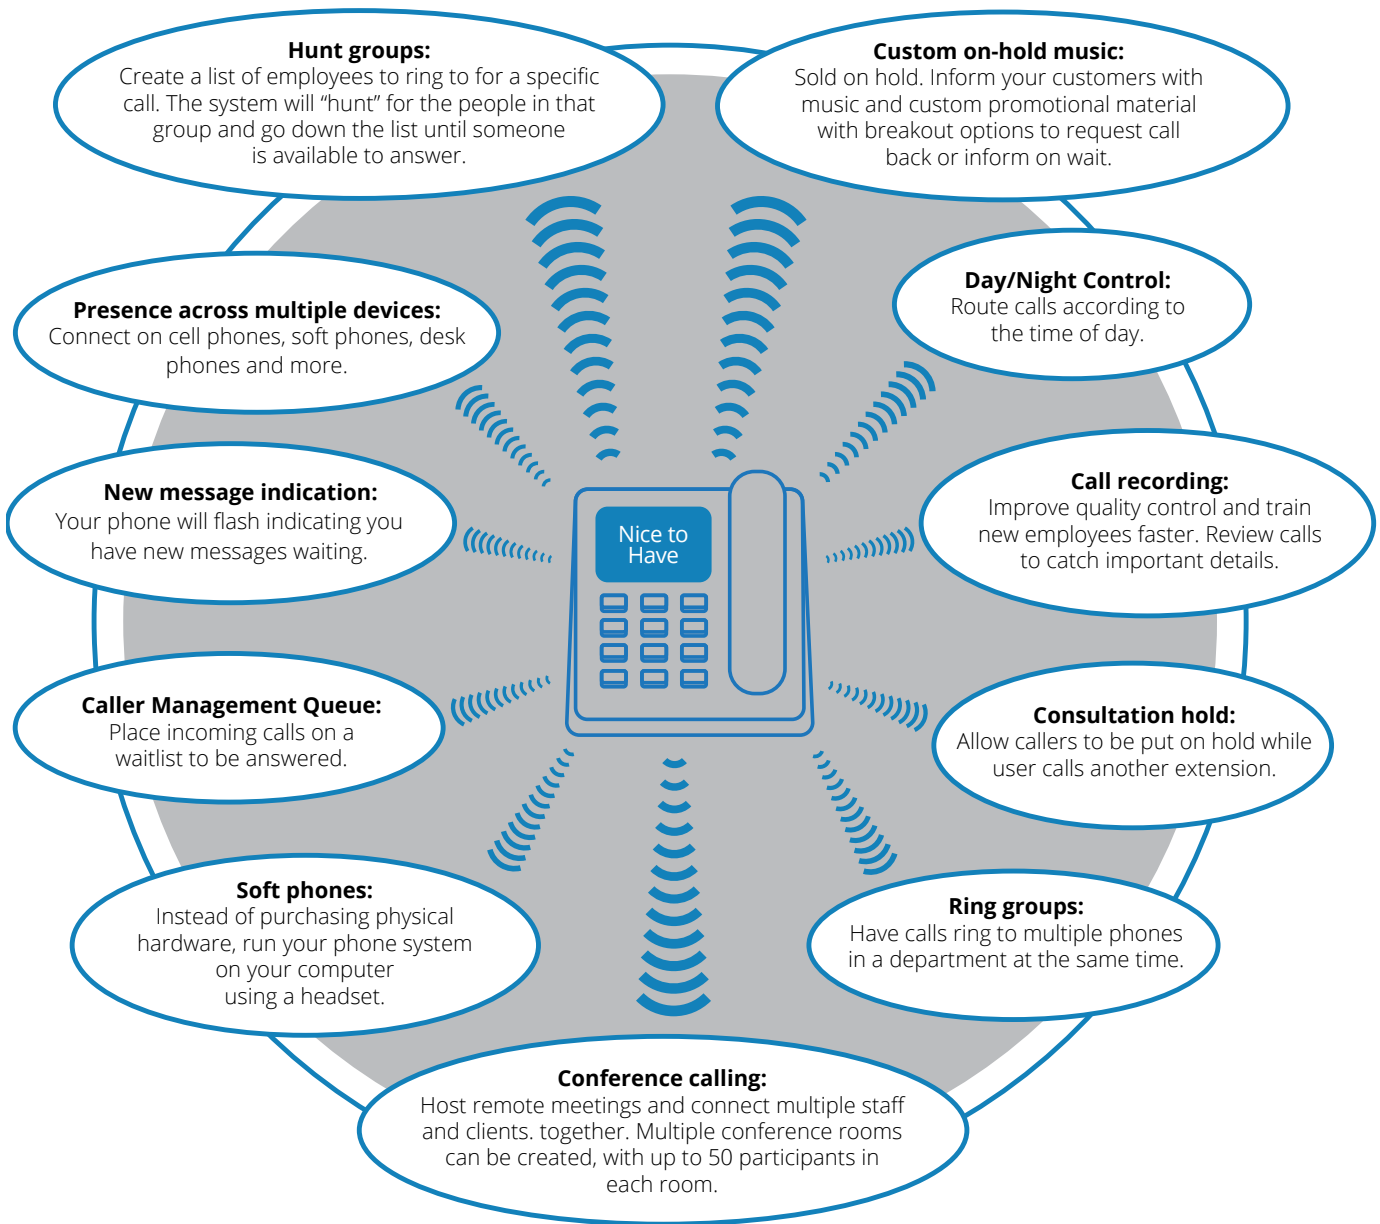 Hunt groups:
Create a list of employees to ring to for a specific
call. The system will “hunt” for the people in that
group and go down the list until someone
is available to answer.
Custom on-hold music:
Sold on hold. Inform your customers with
music and custom promotional material
with breakout options to request call
back or inform on wait.
Presence across multiple devices:
Connect on cell phones, soft phones, desk
phones and more.
Day/Night Control:
Route calls according to
the time of day.
New message indication:
Your phone will flash indicating you
have new messages waiting.
Nice to
Have
Call recording:
Improve quality control and train
new employees faster. Review calls
to catch important details.
Caller Management Queue:
Place incoming calls on a
waitlist to be answered.
Consultation hold:
Allow callers to be put on hold while
user calls another extension.
Soft phones:
Instead of purchasing physical
hardware, run your phone system
on your computer
using a headset.
Ring groups:
Have calls ring to multiple phones
in a department at the same time.
Conference calling:
Host remote meetings and connect multiple staff
and clients. together. Multiple conference rooms
can be created, with up to 50 participants in
each room.